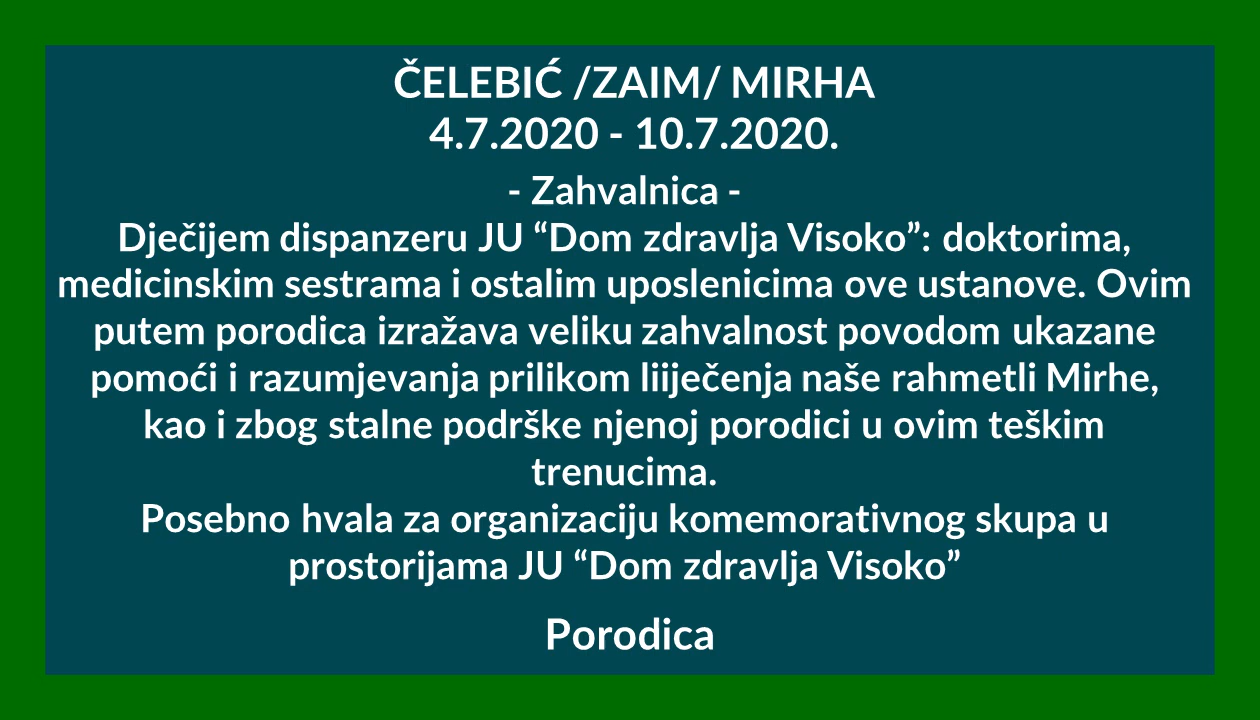 ČELEBIĆ /ZAIM/ MIRHA
4.7.2020 - 10.7.2020.
- Zahvalnica -
Dječijem dispanzeru JU “Dom zdravlja Visoko”: doktorima,
medicinskim sestrama i ostalim uposlenicima ove ustanove. Ovim
putem porodica izražava veliku zahvalnost povodom ukazane
pomoći i razumjevanja prilikom liiječenja naše rahmetli Mirhe,
kao i zbog stalne podrške njenoj porodici u ovim teškim
trenucima.
Posebno hvala za organizaciju komemorativnog skupa u
prostorijama JU “Dom zdravlja Visoko”
Porodica